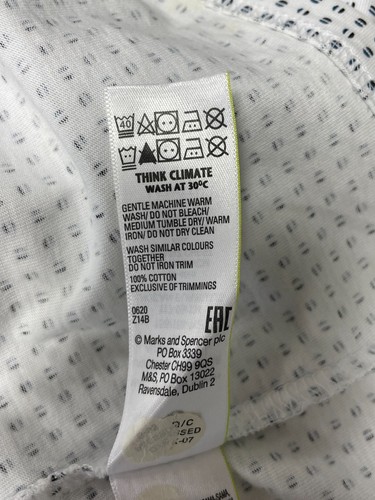 40
THINK CLIMATE
WASH AT 30°C
GENTLE MACHINE WARM
WASH/ DO NOT BLEACH/
MEDIUM TUMBLE DRY/ WARM
IRON/ DO NOT DRY CLEAN
WASH SIMILAR COLOURS
TOGETHER
DO NOT IRON TRIM
100% COTTON
EXCLUSIVE OF TRIMMINGS
0620
Z14B
EAC
© Marks and Spencer plc
PO Box 3339
Chester CH99 9QS
M&S, PO Box 13022
Ravensdale, Dublin 2